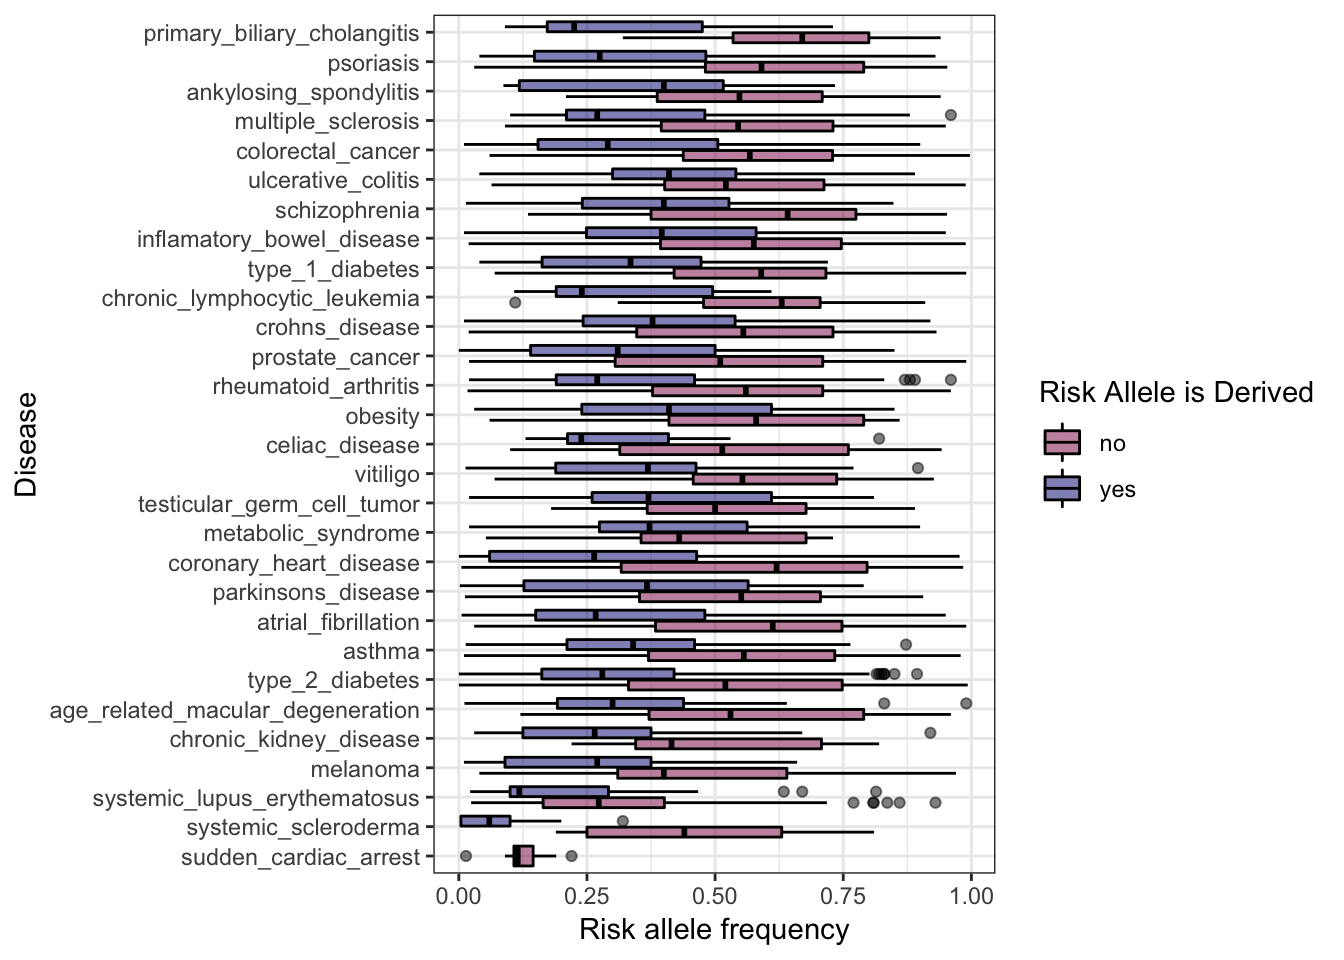 primary_biliary_cholangitis
psoriasis
ankylosing_spondylitis
multiple_sclerosis
colorectal_cancer
ulcerative_colitis
schizophrenia
inflamatory_bowel_disease
type_1_diabetes
chronic_lymphocytic_leukemia
crohns_disease
prostate_cancer
rheumatoid_arthritis
obesity
celiac_disease
vitiligo
testicular_germ_cell_tumor
metabolic_syndrome
coronary_heart_disease
parkinsons_disease
atrial_fibrillation
asthma
type_2_diabetes
age_related_macular_degeneration
chronic_kidney_disease
melanoma
systemic_lupus_erythematosus
systemic_scleroderma
sudden_cardiac_arrest
Disease
0.00 0.25 0.50 0.75 1.00
Risk allele frequency
Risk Allele is Derived
no
yes